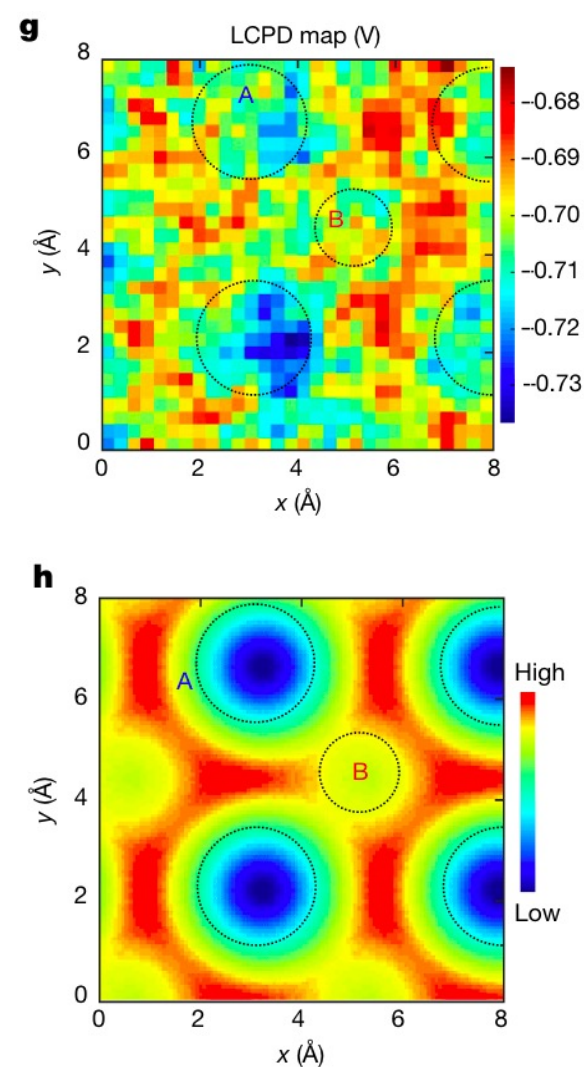 g
LCPD map (V)
8
6
4
2
0
y (Å)
A
B
0 2 4 6 8
x (Å)
--0.68
--0.69
--0.70
--0.71
--0.72
--0.73
h
8
6
4
2
0
y (Å)
A
B
0 2 4 6 8
x (Å)
High
Low